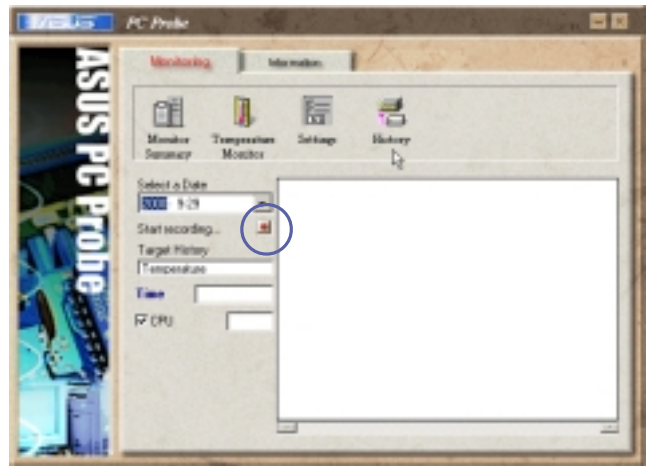 PC Probe
ASUS PC Probe
Monitoring
Information
Monitor Summary
Temperature Monitor
Settings
History
Select a Date
2000- 9-29
Start recording...
Target History
Temperature
Time
CPU